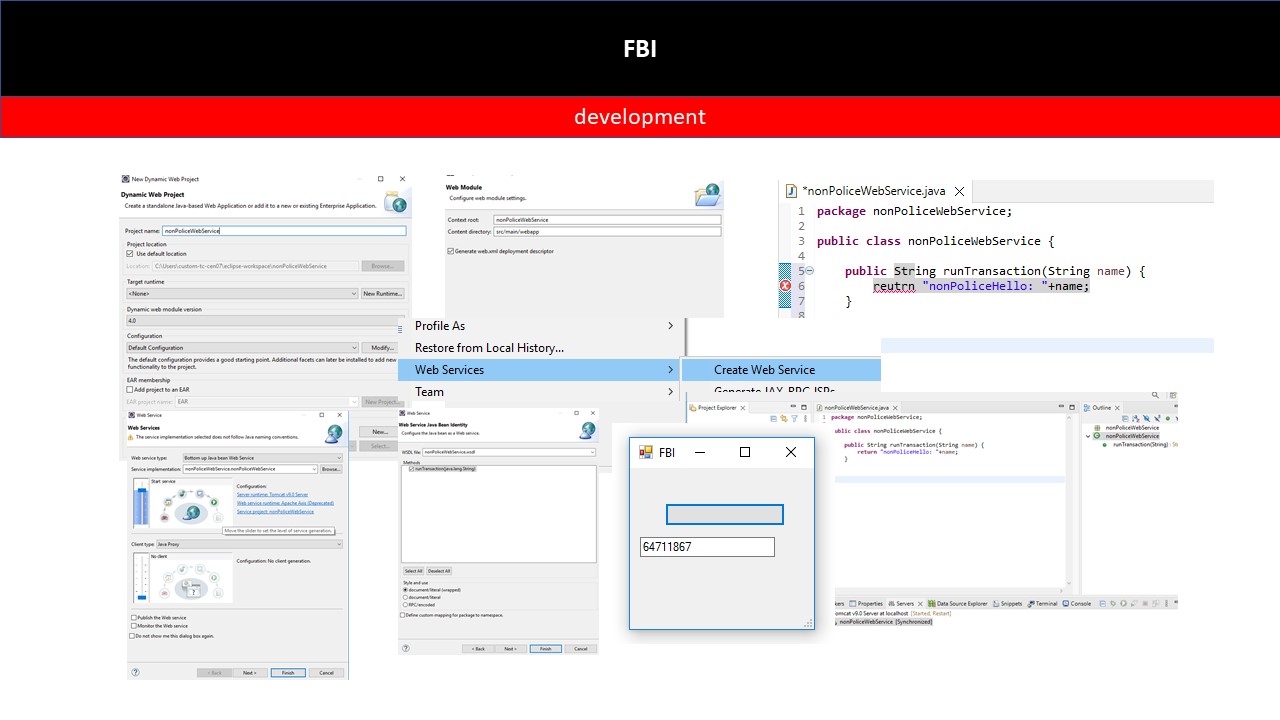 FBI
development
New Dynamic Web Project
Dynamic Web Project
Create a standalone Java-based Web Application or add it to a new or existing Enterprise Application.
Project name: nonPoliceWebService
Project location
Use default location
Location: C:\Users\custom-tc-cen07\eclipse-workspace\nonPoliceWebService Browse...
Target runtime
<None> New Runtime...
Dynamic web module version
4.0
Configuration
Default Configuration Modify...
The default configuration provides a good starting point. Additional facets can later be installed to add new
functionality to the project.
EAR membership
Add project to an EAR
EAR project name: EAR New Project
New...
Select...
Web Module
Configure web module settings.
Context root: nonPoliceWebService
Content directory: src/main/webapp
Generate web.xml deployment descriptor
*nonPoliceWebService.java
1 package nonPoliceWebService;
2
3 public class nonPoliceWebService {
4
5 public String runTransaction(String name) {
6 reutrn "nonPoliceHello: "+name;
7 }
8
Profile As
Restore from Local History...
Web Services
Team
Create Web Service
Generate JAX-RPC JSPs
Web Service
Web Services
The service implementation selected does not follow Java naming conventions.
Web service type: Bottom up Java bean Web Service
Service implementation: nonPoliceWebService.nonPoliceWebService Browse...
Start service
Configuration:
Server runtime: Tomcat v9.0 Server
Web service runtime: Apache Axis (Deprecated)
Service project: nonPoliceWebService
Move the slider to set the level of service generation.
Client type: Java Proxy
No client
Configuration: No client generation.
Publish the Web service
Monitor the Web service
Do not show me this dialog box again.
< Back Next > Finish Cancel
Web Service
Web Service Java Bean Identity
Configure the Java bean as a Web service.
WSDL file: nonPoliceWebService.wsdl
Methods
runTransaction(java.lang.String)
Select All Deselect All
Style and use
document/literal (wrapped)
document/literal
RPC/encoded
Define custom mapping for package to namespace.
< Back Next > Finish Cancel
FBI
64711867
Project Explorer
nonPoliceWebService.java
1 package nonPoliceWebService;
ublic class nonPoliceWebService {
public String runTransaction(String name) {
return "nonPoliceHello: "+name;
}
Outline
nonPoliceWebService
nonPoliceWebService
runTransaction(String) : St
kers Properties Servers Data Source Explorer Snippets Terminal Console
omcat v9.0 Server at localhost [Started, Restart]
nonPoliceWebService [Synchronized]